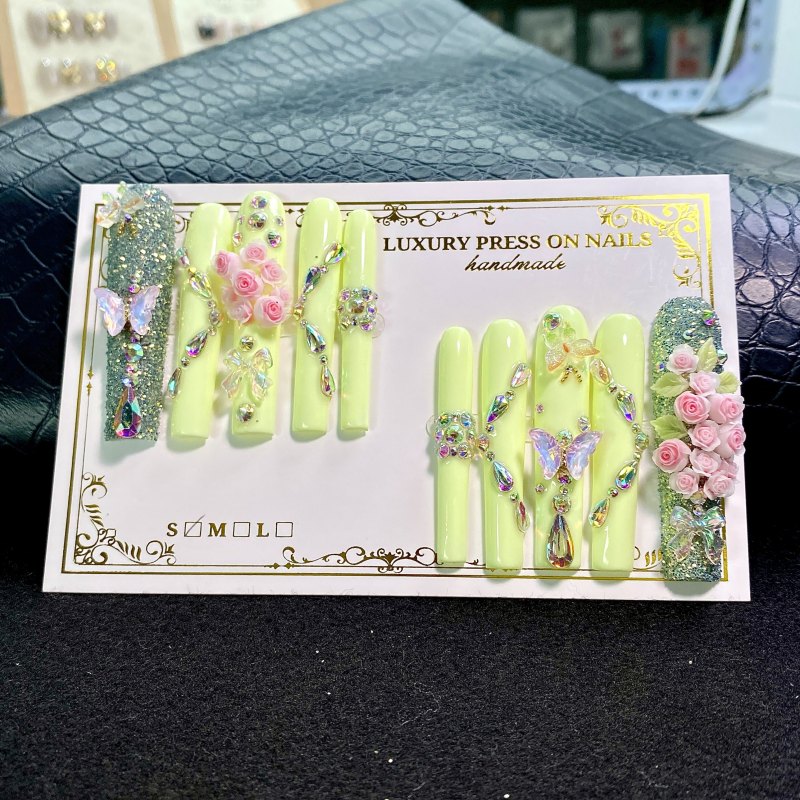 LUXURY PRESS ON NAILS
handmade
S ☑ M ☐ L ☐